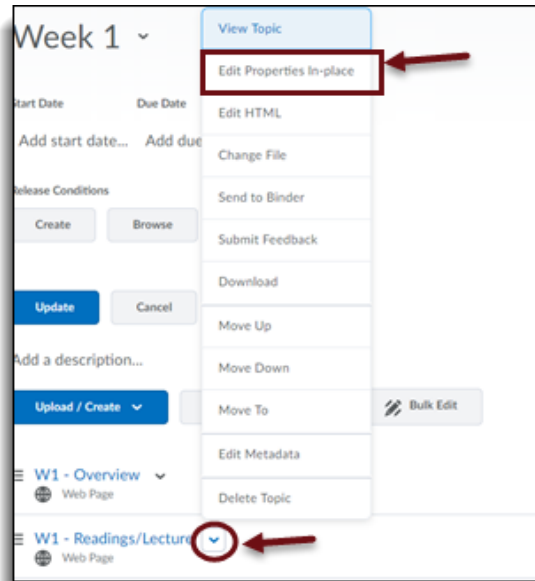 Week 1
Start Date Due Date
Add start date... Add due
Release Conditions
Create Browse
Update Cancel
Add a description...
Upload / Create Bulk Edit
W1 - Overview
Web Page
W1 - Readings/Lecture
Web Page
View Topic
Edit Properties In-place
Edit HTML
Change File
Send to Binder
Submit Feedback
Download
Move Up
Move Down
Move To
Edit Metadata
Delete Topic